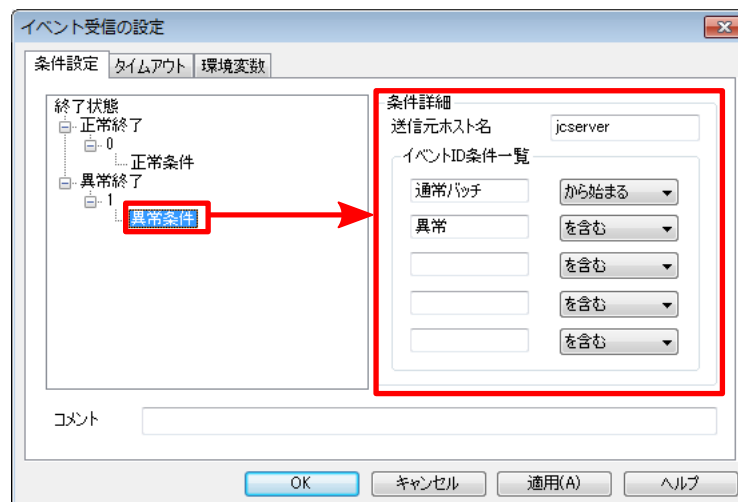 イベント受信の設定
条件設定 タイムアウト 環境変数
終了状態
正常終了
0
正常条件
異常終了
1
異常条件
条件詳細
送信元ホスト名 jcserver
イベントID条件一覧
通常バッチ から始まる
異常 を含む
を含む
を含む
を含む
コメント
OK キャンセル 適用(A) ヘルプ